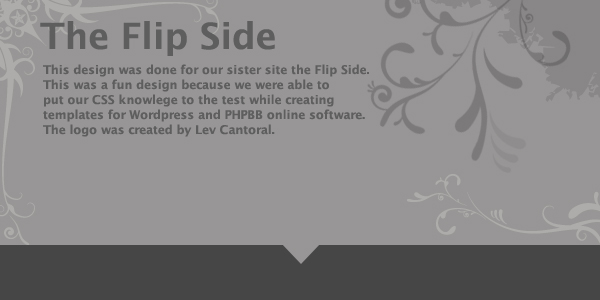 The Flip Side
This design was done for our sister site the Flip Side.
This was a fun design because we were able to
put our CSS knowlege to the test while creating
templates for Wordpress and PHPBB online software.
The logo was created by Lev Cantoral.